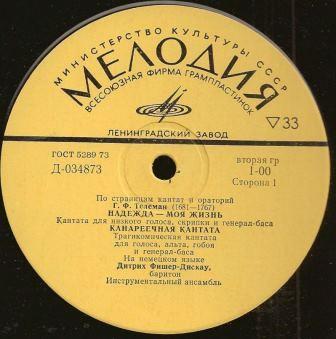 МИНИСТЕРСТВО КУЛЬТУРЫ СССР
МЕЛОДИЯ
ВСЕСОЮЗНАЯ ФИРМА ГРАМПЛАСТИНОК
ЛЕНИНГРАДСКИЙ ЗАВОД
▽33
ГОСТ 5289 73
Д-034873
вторая гр
1-00
Сторона 1
По страницам кантат и ораторий
Г. Ф. Телеман (1681—1767)
НАДЕЖДА — МОЯ ЖИЗНЬ
Кантата для низкого голоса, скрипки и генерал-баса
КАНАРЕЕЧНАЯ КАНТАТА
Трагикомическая кантата
для голоса, альта, гобоя
и генерал-баса
На немецком языке
Дитрих Фишер-Дискау,
баритон
Инструментальный ансамбль